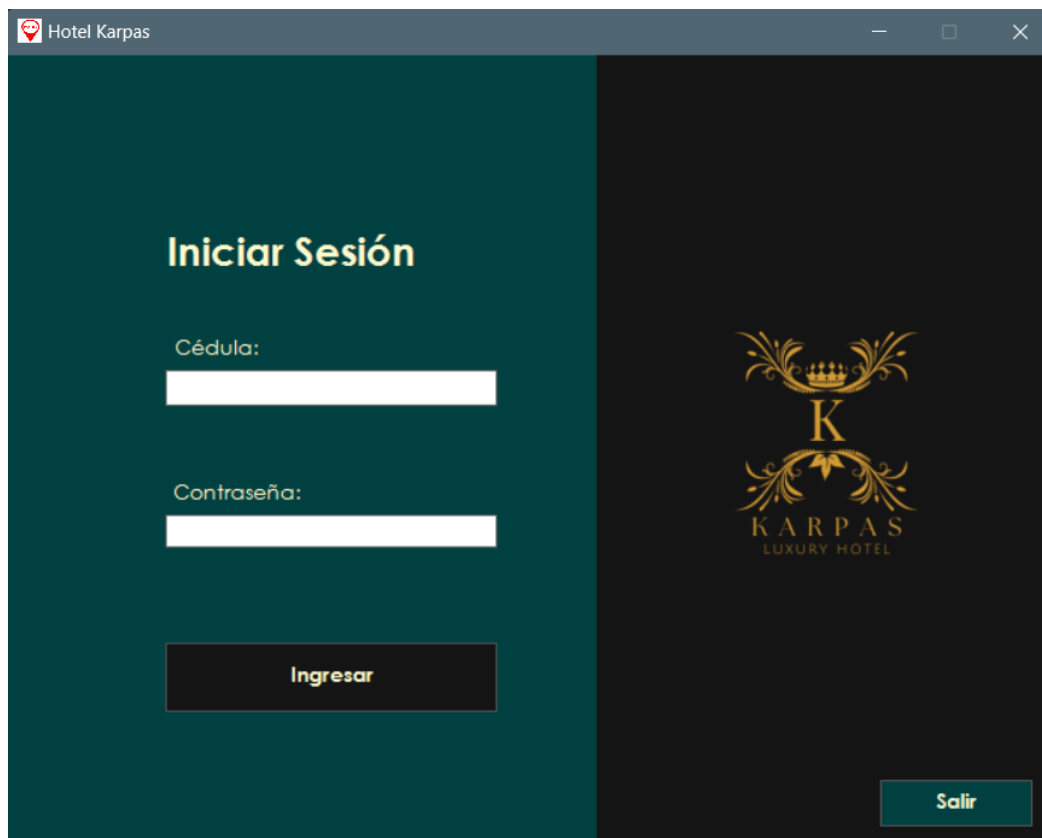 Hotel Karpas
Iniciar Sesión
Cédula:
Contraseña:
Ingresar
K
KARPAS
LUXURY HOTEL
Salir